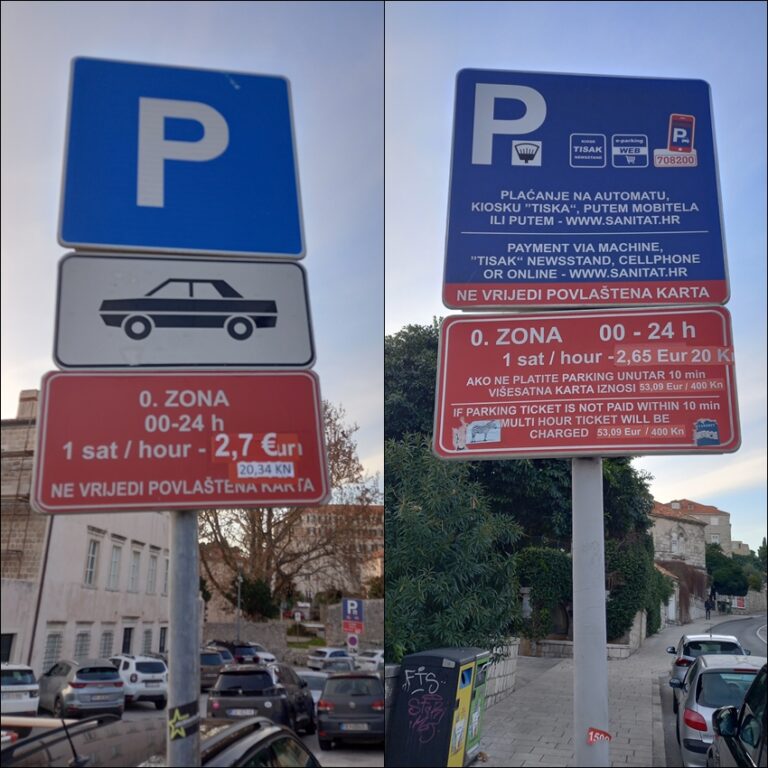 P
0. ZONA
00-24 h
1 sat / hour - 2,7 €
20,34 KN
NE VRIJEDI POVLAŠTENA KARTA
P
P
KIOSK
TISAK
NEWSSTAND
e-parking
WEB
P
708200
PLAĆANJE NA AUTOMATU,
KIOSKU "TISKA", PUTEM MOBITELA
ILI PUTEM - WWW.SANITAT.HR
PAYMENT VIA MACHINE,
"TISAK" NEWSSTAND, CELLPHONE
OR ONLINE - WWW.SANITAT.HR
NE VRIJEDI POVLAŠTENA KARTA
0. ZONA 00 - 24 h
1 sat / hour - 2,65 Eur 20 K
AKO NE PLATITE PARKING UNUTAR 10 min
VIŠESATNA KARTA IZNOSI 53,09 Eur / 400 Kn
IF PARKING TICKET IS NOT PAID WITHIN 10 min
MULTI HOUR TICKET WILL BE
CHARGED 53,09 Eur / 400 Kn
1500